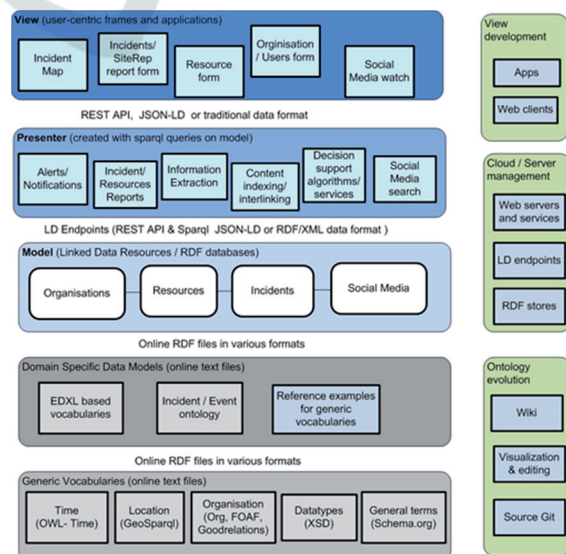 View (user-centric frames and applications)
Incident
Map
Incidents/
SiteRep
report form
Resource
form
Orginisation
/ Users form
Social
Media watch
REST API, JSON-LD or traditional data format
Presenter (created with sparql queries on model)
Alerts/
Notifications
Incident/
Resources
Reports
Information
Extraction
Content
indexing/
interlinking
Decision
support
algorithms/
services
Social
Media
search
LD Endpoints (REST API & Sparql JSON-LD or RDF/XML data format )
Model (Linked Data Resources / RDF databases)
Organisations
Resources
Incidents
Social Media
Online RDF files in various formats
Domain Specific Data Models (online text files)
EDXL based
vocabularies
Incident / Event
ontology
Reference examples
for generic
vocabularies
Online RDF files in various formats
Generic Vocabularies (online text files)
Time
(OWL- Time)
Location
(GeoSparql)
Organisation
(Org, FOAF,
Goodrelations)
Datatypes
(XSD)
General terms
(Schema.org)
View
development
Apps
Web clients
Cloud / Server
management
Web servers
and services
LD endpoints
RDF stores
Ontology
evolution
Wiki
Visualization
& editing
Source Git